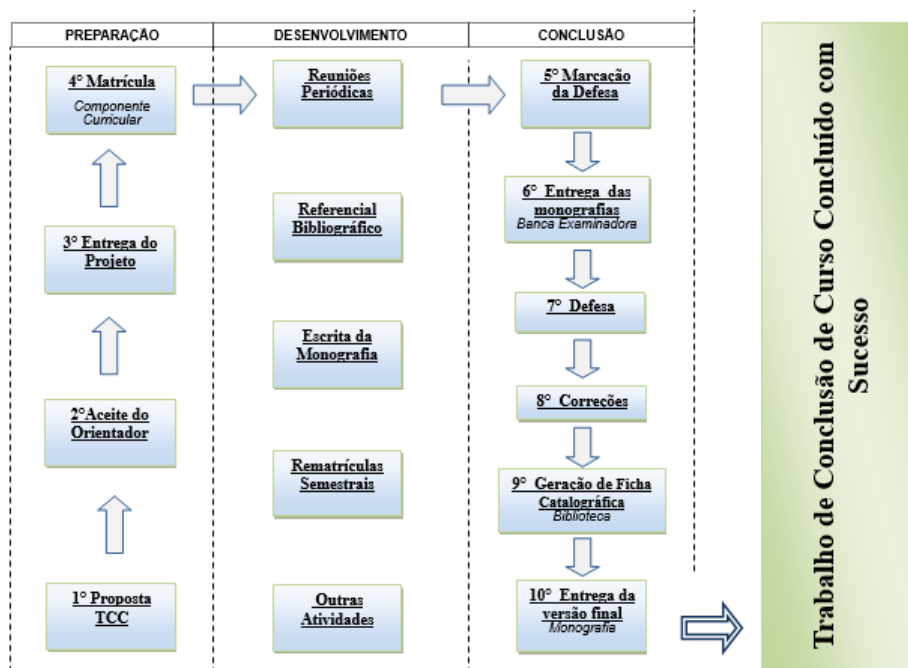 PREPARAÇÃO
DESENVOLVIMENTO
CONCLUSÃO
4° Matrícula
Componente
Curricular
3° Entrega do
Projeto
2°Aceite do
Orientador
1° Proposta
TCC
Reuniões
Periódicas
Referencial
Bibliográfico
Escrita da
Monografia
Rematrículas
Semestrais
Outras
Atividades
5° Marcação
da Defesa
6° Entrega das
monografias
Banca Examinadora
7° Defesa
8° Correções
9° Geração de Ficha
Catalográfica
Biblioteca
10° Entrega da
versão final
Monografia
Trabalho de Conclusão de Curso Concluído com
Sucesso